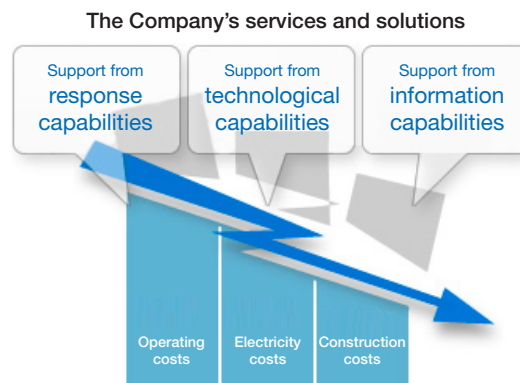 The Company's services and solutions
Support from
response
capabilities
Support from
technological
capabilities
Support from
information
capabilities
Operating
costs
Electricity
costs
Construction
costs